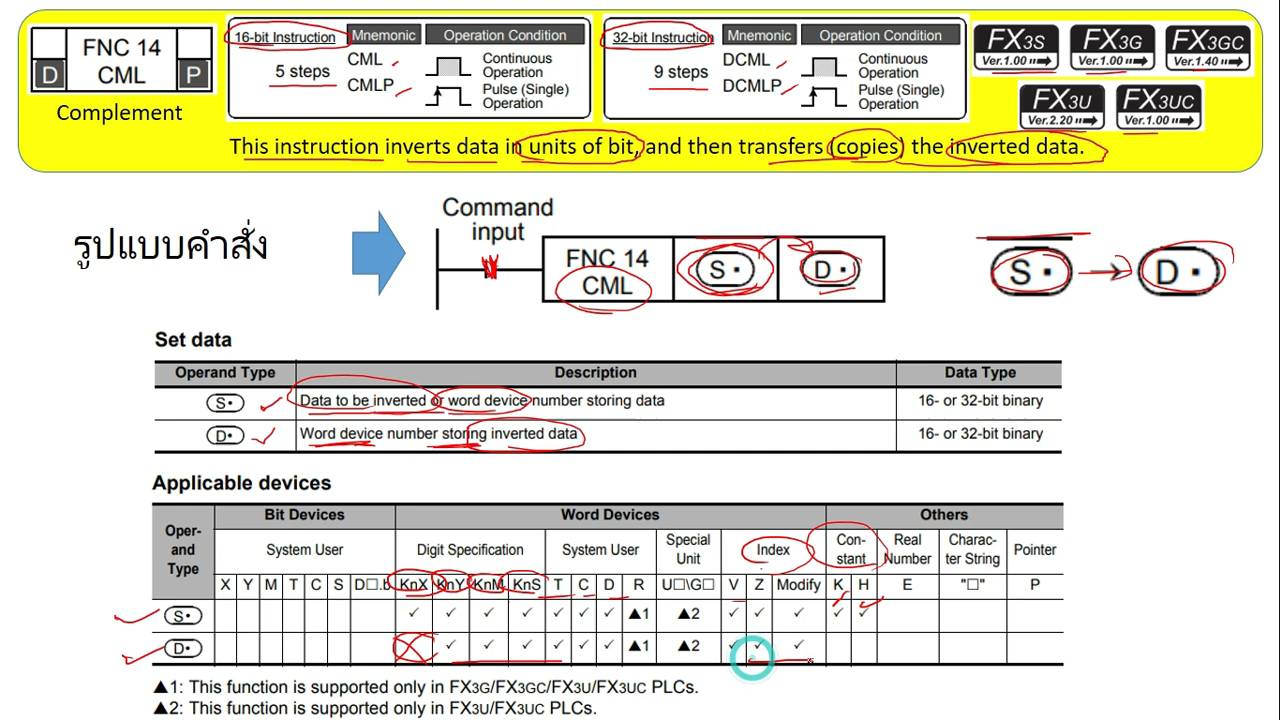 FNC 14
D CML P
Complement
16-bit Instruction Mnemonic Operation Condition
5 steps
CML Continuous Operation
CMLP Pulse (Single) Operation
32-bit Instruction Mnemonic Operation Condition
9 steps
DCML Continuous Operation
DCMLP Pulse (Single) Operation
FX3S Ver.1.00
FX3G Ver.1.00
FX3GC Ver.1.40
FX3U Ver.2.20
FX3UC Ver.1.00
This instruction inverts data in units of bit, and then transfers (copies) the inverted data.
รูปแบบคำสั่ง
Command
input
FNC 14
CML
S•
D•
S• → D•
Set data
Operand Type Description Data Type
S• Data to be inverted or word device number storing data 16- or 32-bit binary
D• Word device number storing inverted data 16- or 32-bit binary
Applicable devices
Oper-
and
Type
Bit Devices Word Devices Others
System User Digit Specification System User Special Unit Index Con-stant Real Number Charac-ter String Pointer
X Y M T C S D□.b KnX KnY KnM KnS T C D R U□\G□ V Z Modify K H E "□" P
S• ✓ ✓ ✓ ✓ ✓ ✓ ✓ ▲1 ▲2 ✓ ✓ ✓ ✓ ✓
D• ✓ ✓ ✓ ✓ ✓ ✓ ▲1 ▲2 ✓ ✓ ✓
▲1: This function is supported only in FX3G/FX3GC/FX3U/FX3UC PLCs.
▲2: This function is supported only in FX3U/FX3UC PLCs.